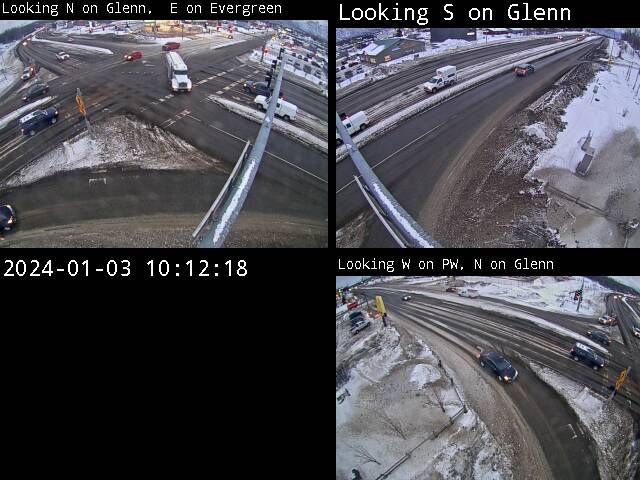 Looking N on Glenn,  E on Evergreen
Looking S on Glenn
2024-01-03 10:12:18
Looking W on PW, N on Glenn